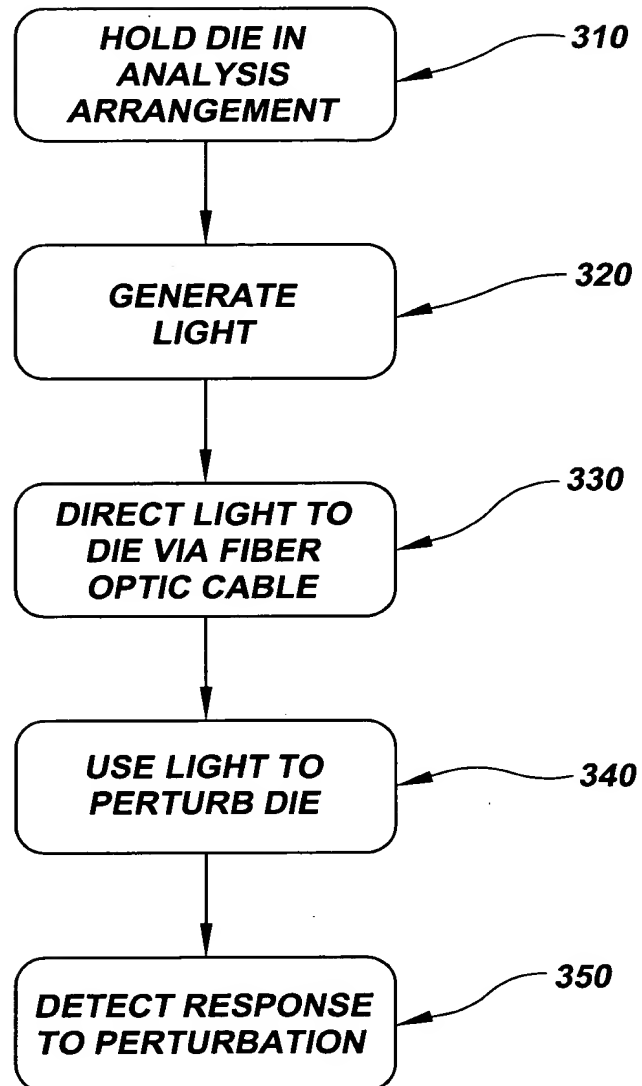 HOLD DIE IN
ANALYSIS
ARRANGEMENT
310
GENERATE
LIGHT
320
DIRECT LIGHT TO
DIE VIA FIBER
OPTIC CABLE
330
USE LIGHT TO
PERTURB DIE
340
DETECT RESPONSE
TO PERTURBATION
350